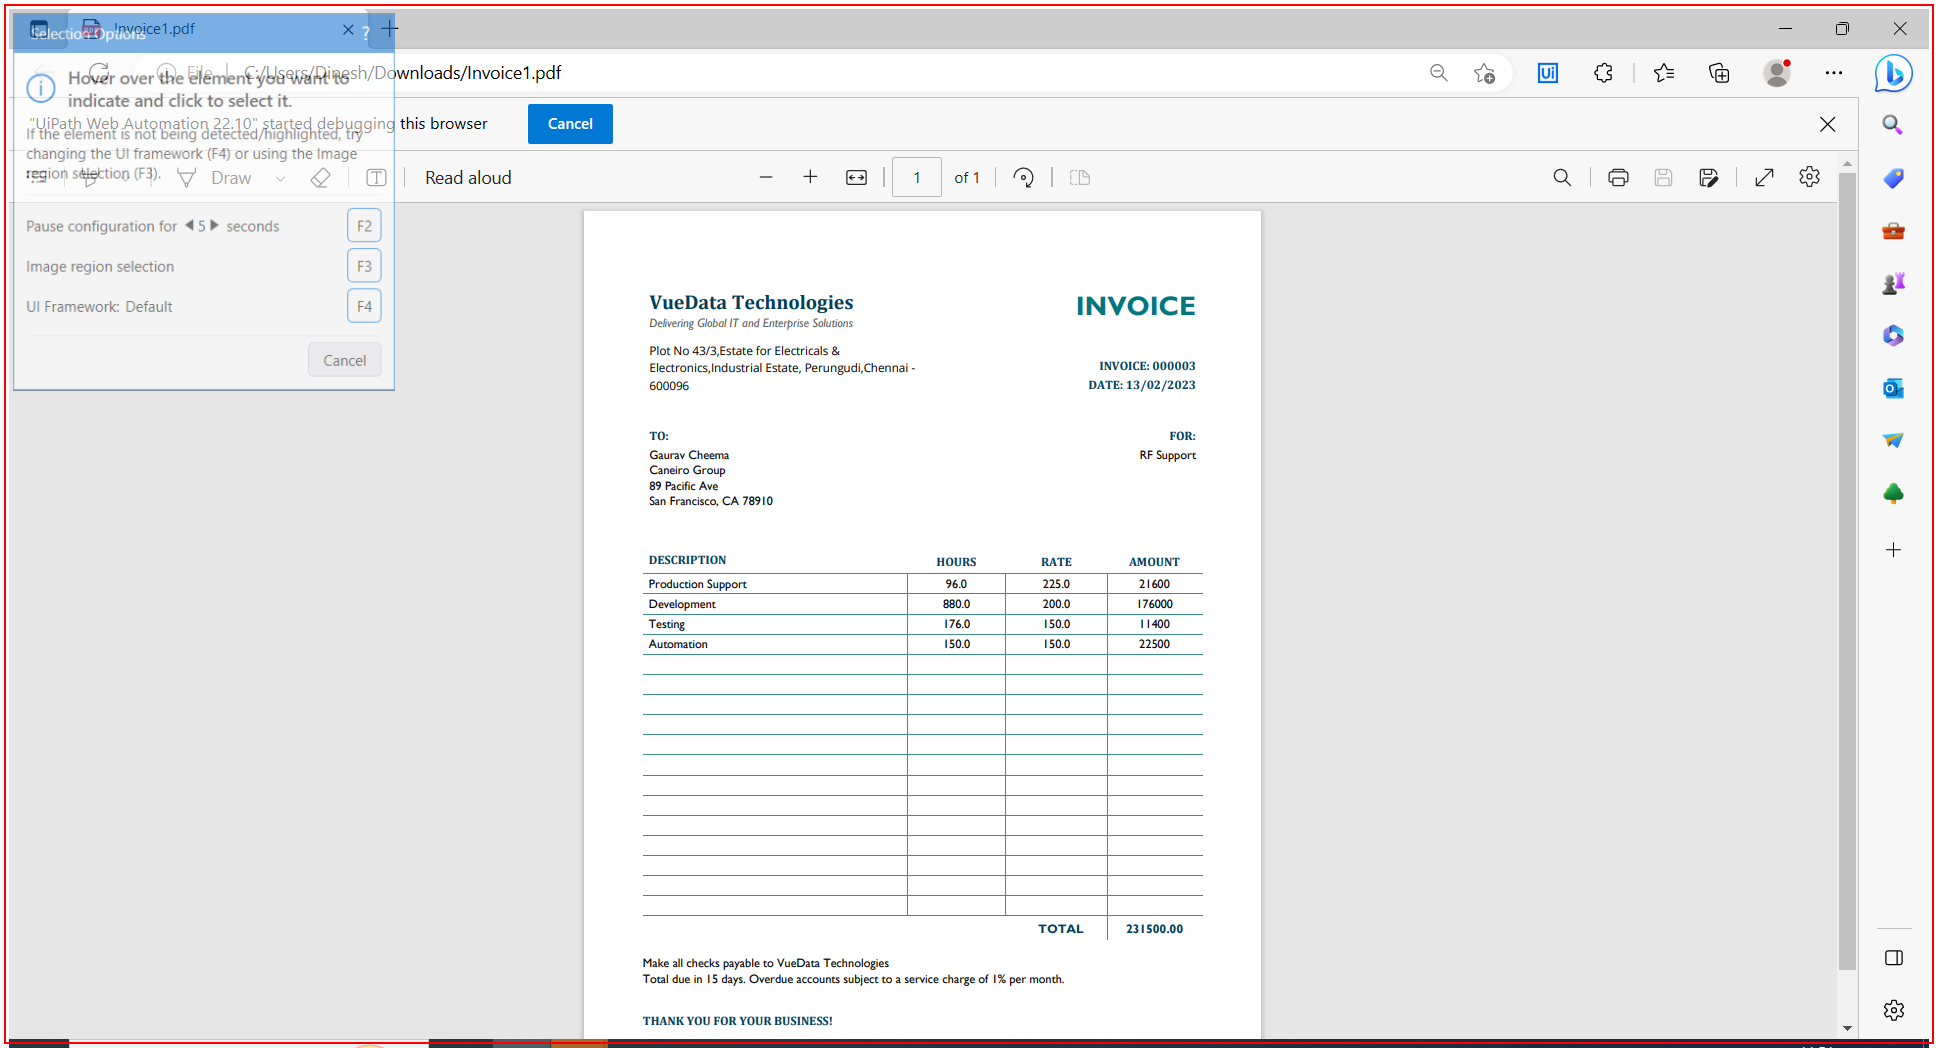 Selection Options ?
Invoice1.pdf
File C:/Users/Dinesh/Downloads/Invoice1.pdf
Hover over the element you want to
indicate and click to select it.
"UiPath Web Automation 22.10" started debugging this browser
Cancel
If the element is not being detected/highlighted, try
changing the UI framework (F4) or using the Image
region selection (F3).
Draw
Read aloud
1 of 1
Pause configuration for 5 seconds F2
Image region selection F3
UI Framework: Default F4
Cancel
Ui
VueData Technologies
INVOICE
Delivering Global IT and Enterprise Solutions
Plot No 43/3,Estate for Electricals &
Electronics,Industrial Estate, Perungudi,Chennai -
600096
INVOICE: 000003
DATE: 13/02/2023
TO:
FOR:
Gaurav Cheema
RF Support
Caneiro Group
89 Pacific Ave
San Francisco, CA 78910
DESCRIPTION HOURS RATE AMOUNT
Production Support 96.0 225.0 21600
Development 880.0 200.0 176000
Testing 176.0 150.0 11400
Automation 150.0 150.0 22500
TOTAL 231500.00
Make all checks payable to VueData Technologies
Total due in 15 days. Overdue accounts subject to a service charge of 1% per month.
THANK YOU FOR YOUR BUSINESS!